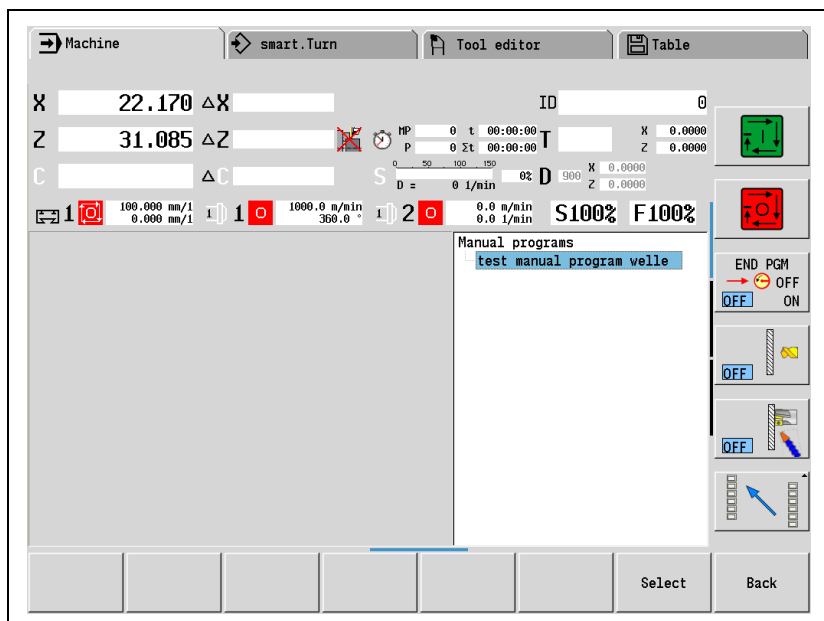 Machine
smart.Turn
Tool editor
Table
X 22.170 △X ID 0
Z 31.085 △Z MP 0 t 00:00:00 T X 0.0000
P 0 Σt 00:00:00 Z 0.0000
C △C S 0 50 100 150 0% D 900 X 0.0000
D = 0 1/min Z 0.0000
1 100.000 mm/1 1 1 1000.0 m/min 1 2 0.0 m/min S100% F100%
0.000 mm/1 360.0 ° 0.0 1/min
Manual programs
test manual program welle
END PGM
OFF
OFF ON
OFF
OFF
Select
Back